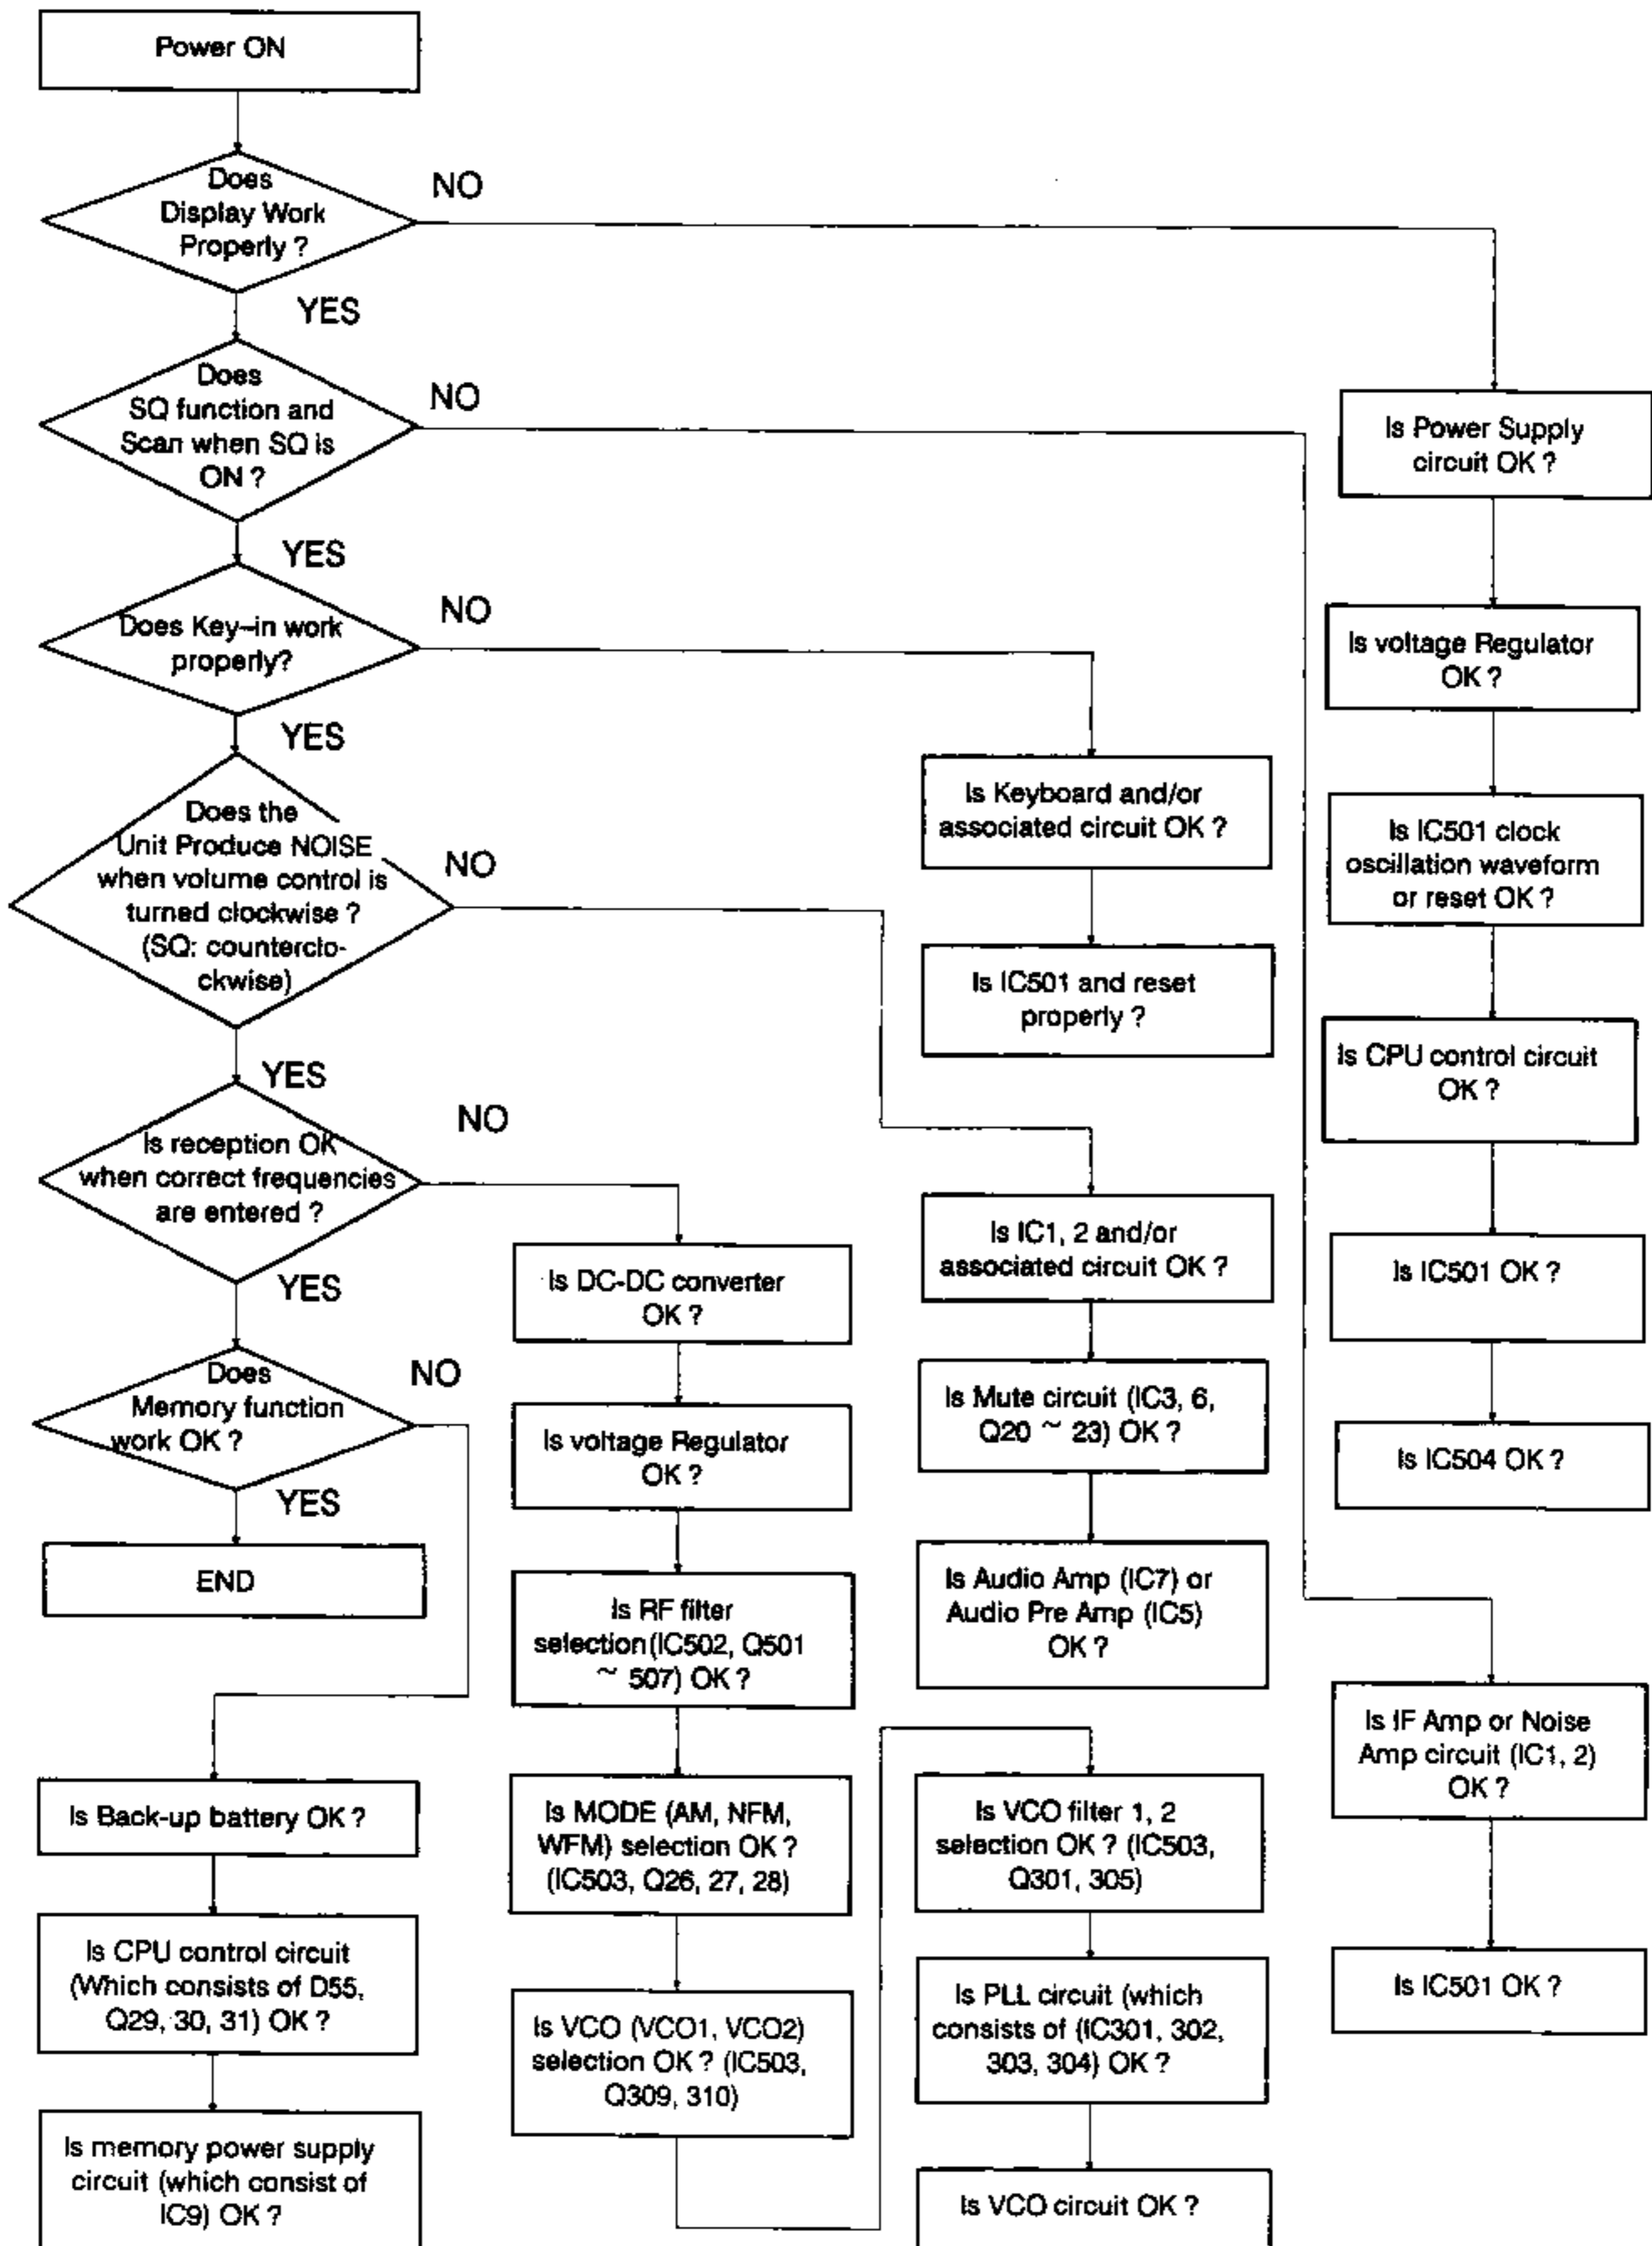 Power ON
Does
Display Work
Properly ?
NO
YES
Does
SQ function and
Scan when SQ is
ON ?
NO
YES
Does Key-in work
properly?
NO
YES
Does the
Unit Produce NOISE
when volume control is
turned clockwise ?
(SQ: counterclo-
ckwise)
NO
YES
Is reception OK
when correct frequencies
are entered ?
NO
YES
Does
Memory function
work OK ?
NO
YES
END
Is Back-up battery OK ?
Is CPU control circuit
(Which consists of D55,
Q29, 30, 31) OK ?
Is memory power supply
circuit (which consist of
IC9) OK ?
Is DC-DC converter
OK ?
Is voltage Regulator
OK ?
Is RF filter
selection(IC502, Q501
~ 507) OK ?
Is MODE (AM, NFM,
WFM) selection OK ?
(IC503, Q26, 27, 28)
Is VCO (VCO1, VCO2)
selection OK ? (IC503,
Q309, 310)
Is Keyboard and/or
associated circuit OK ?
Is IC501 and reset
properly ?
Is IC1, 2 and/or
associated circuit OK ?
Is Mute circuit (IC3, 6,
Q20 ~ 23) OK ?
Is Audio Amp (IC7) or
Audio Pre Amp (IC5)
OK ?
Is VCO filter 1, 2
selection OK ? (IC503,
Q301, 305)
Is PLL circuit (which
consists of (IC301, 302,
303, 304) OK ?
Is VCO circuit OK ?
Is Power Supply
circuit OK ?
Is voltage Regulator
OK ?
Is IC501 clock
oscillation waveform
or reset OK ?
Is CPU control circuit
OK ?
Is IC501 OK ?
Is IC504 OK ?
Is IF Amp or Noise
Amp circuit (IC1, 2)
OK ?
Is IC501 OK ?